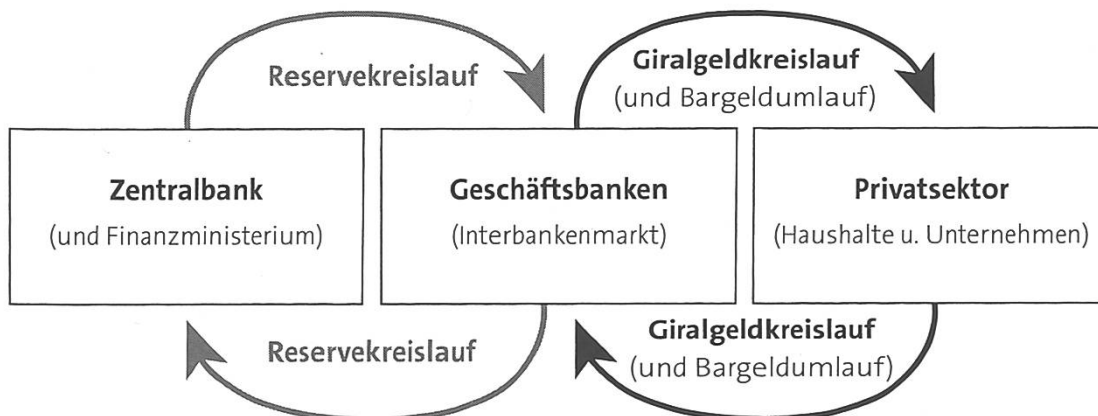 Reservekreislauf
Giralgeldkreislauf
(und Bargeldumlauf)
Zentralbank
(und Finanzministerium)
Geschäftsbanken
(Interbankenmarkt)
Privatsektor
(Haushalte u. Unternehmen)
Reservekreislauf
Giralgeldkreislauf
(und Bargeldumlauf)